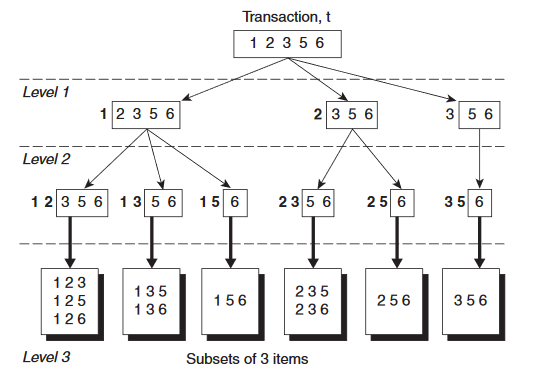 Transaction, t
1 2 3 5 6
Level 1
1 2 3 5 6
2 3 5 6
3 5 6
Level 2
1 2 3 5 6
1 3 5 6
1 5 6
2 3 5 6
2 5 6
3 5 6
1 2 3
1 2 5
1 2 6
1 3 5
1 3 6
1 5 6
2 3 5
2 3 6
2 5 6
3 5 6
Level 3
Subsets of 3 items